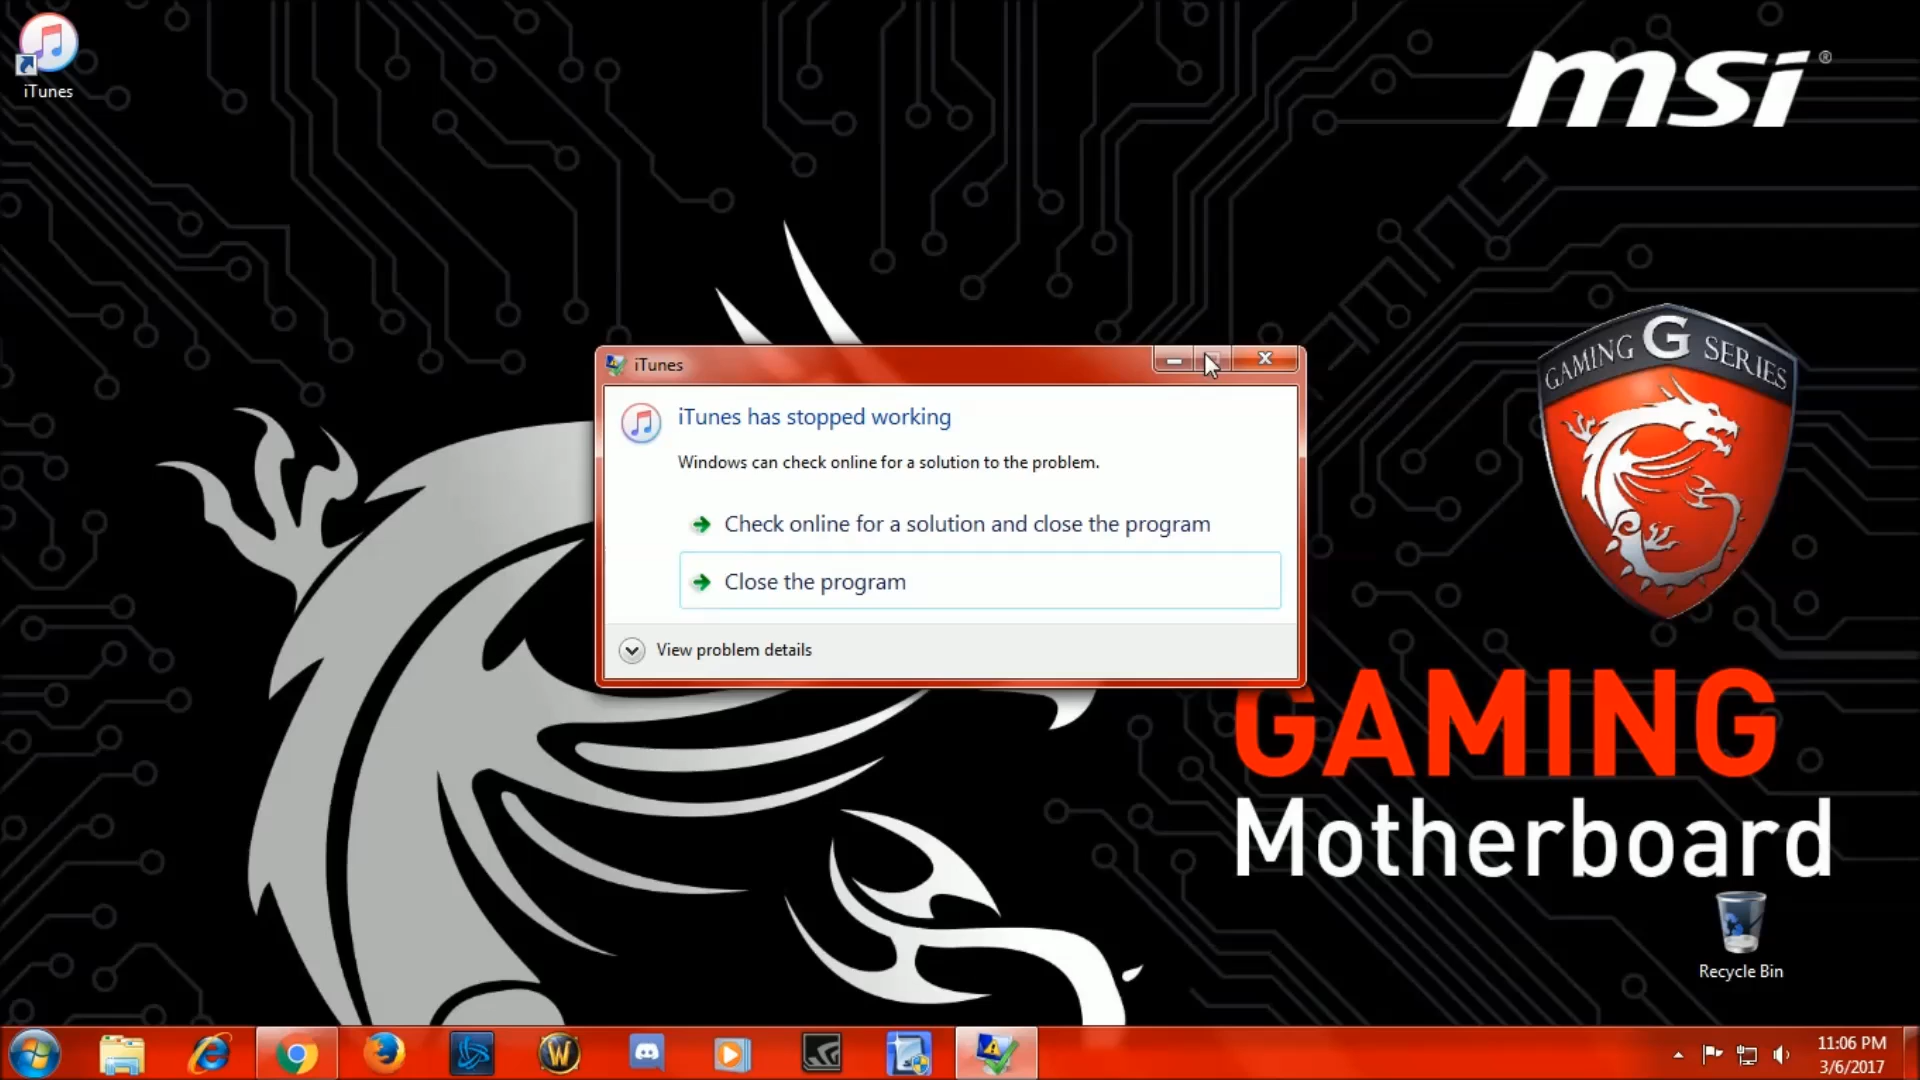 iTunes
msi®
GAMING
GAMING G SERIES
iTunes
iTunes has stopped working
Windows can check online for a solution to the problem.
Check online for a solution and close the program
Close the program
View problem details
GAMING
Motherboard
Recycle Bin
W
11:06 PM
3/6/2017